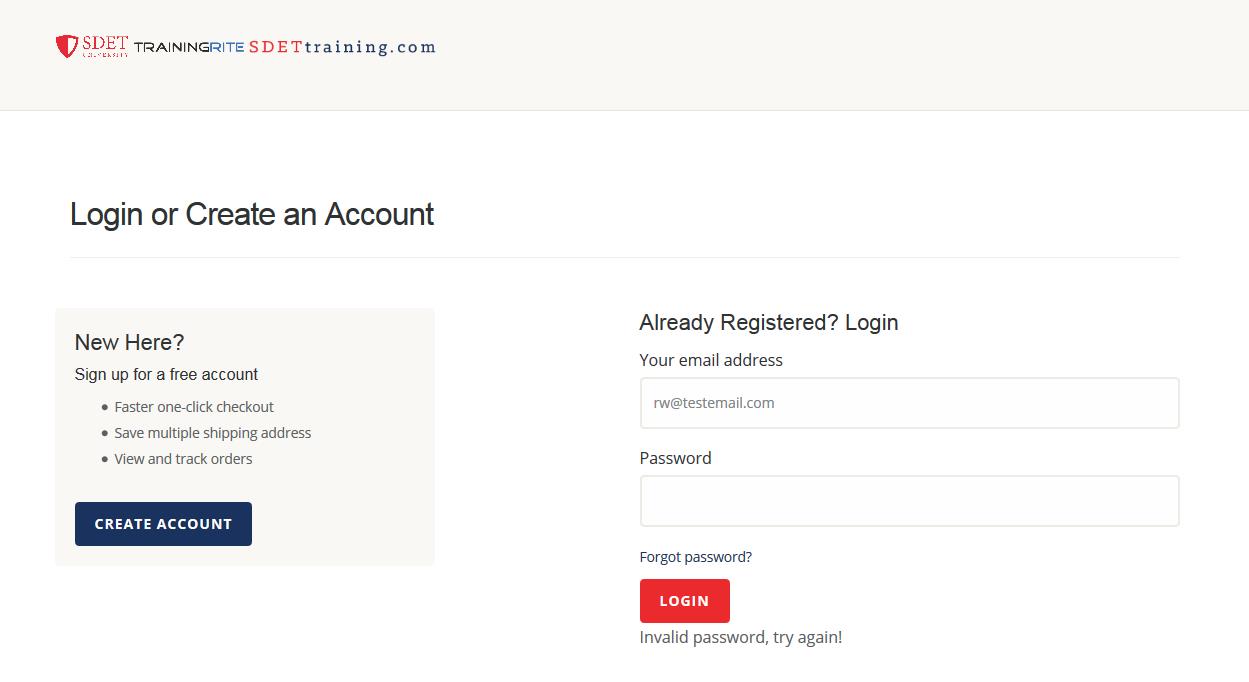 SDET TRAININGRITE SDETtraining.com
UNIVERSITY
Login or Create an Account
New Here?
Sign up for a free account
Faster one-click checkout
Save multiple shipping address
View and track orders
CREATE ACCOUNT
Already Registered? Login
Your email address
rw@testemail.com
Password
Forgot password?
LOGIN
Invalid password, try again!